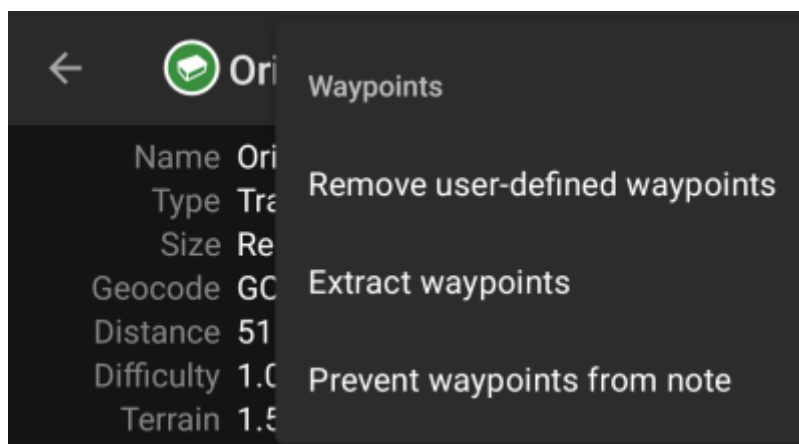 Ori
Waypoints
Name Ori
Type Tra
Size Re
Geocode GC
Distance 51
Difficulty 1.0
Terrain 1.5
Remove user-defined waypoints
Extract waypoints
Prevent waypoints from note